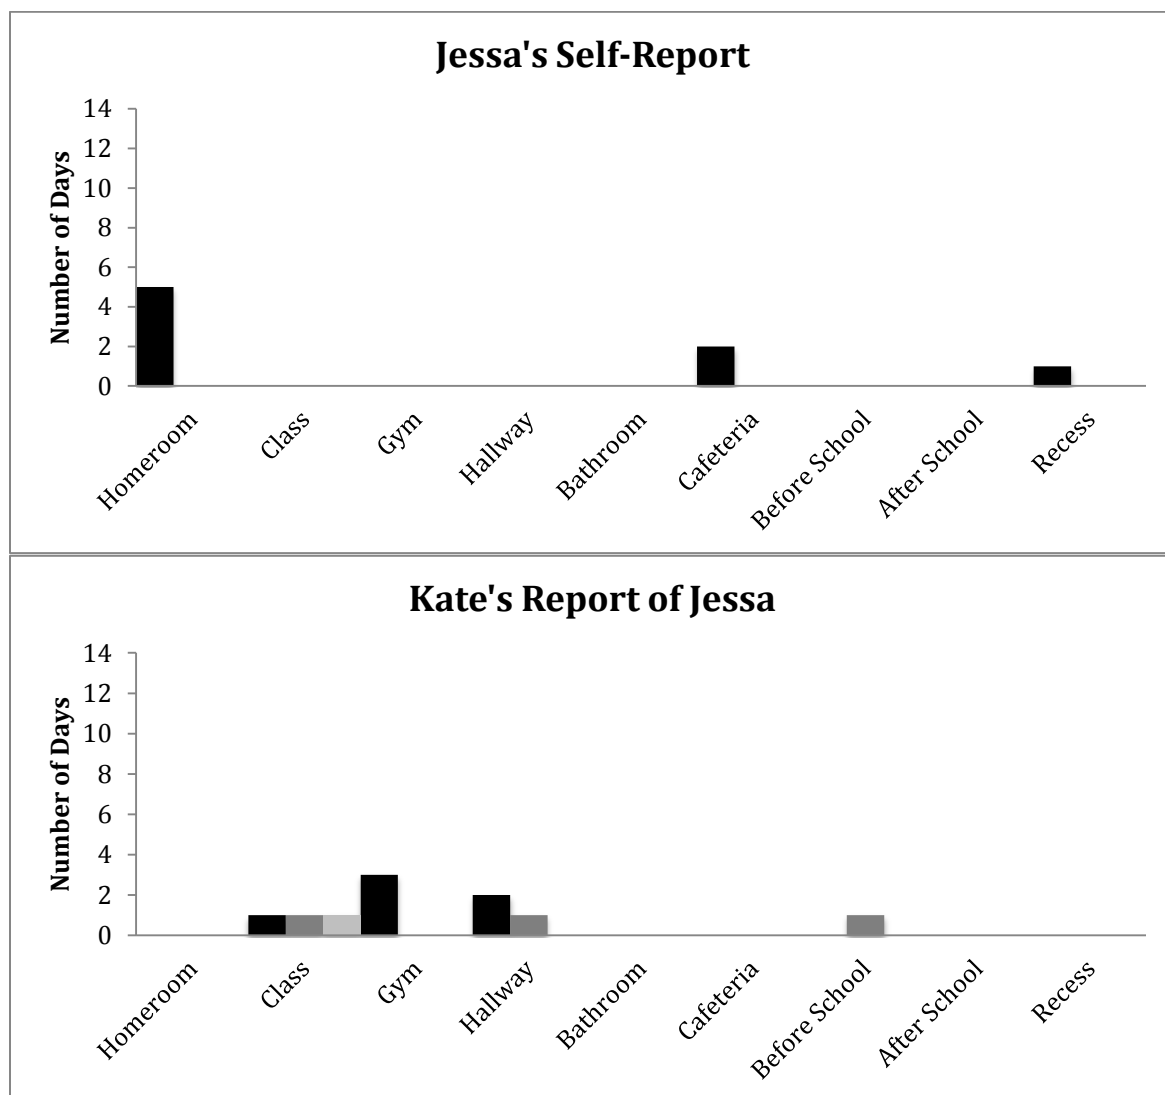 Jessa's Self-Report
Number of Days
14
12
10
8
6
4
2
0
Homeroom
Class
Gym
Hallway
Bathroom
Cafeteria
Before School
After School
Recess
Kate's Report of Jessa
Number of Days
14
12
10
8
6
4
2
0
Homeroom
Class
Gym
Hallway
Bathroom
Cafeteria
Before School
After School
Recess